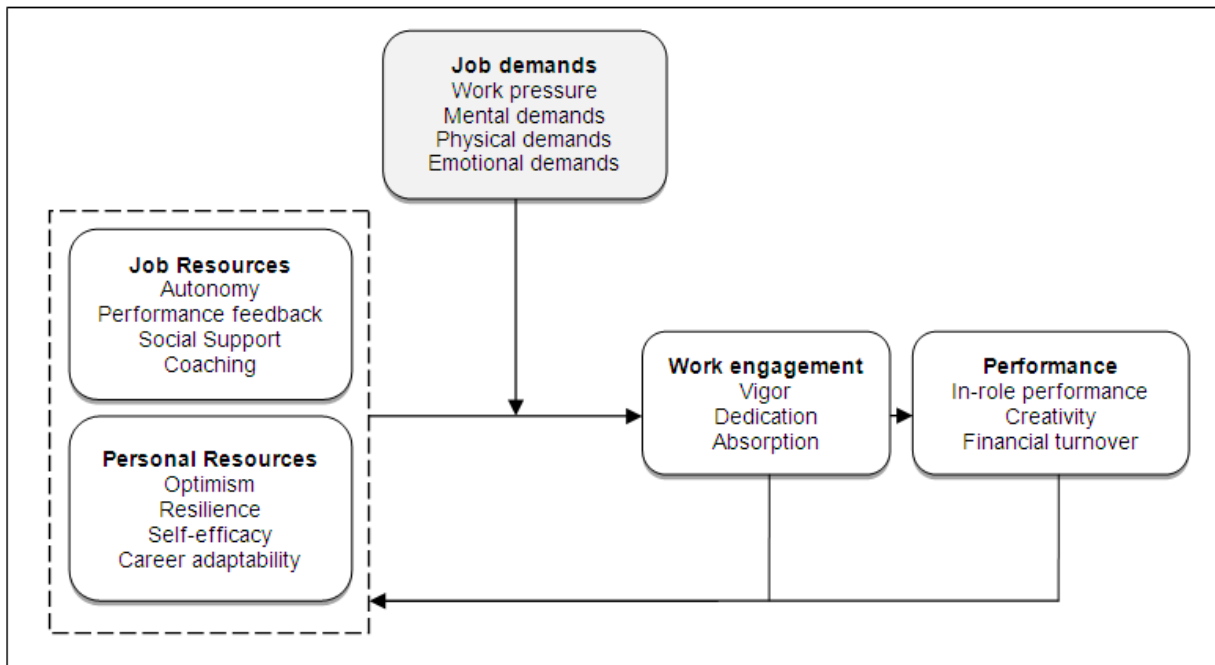 Job demands
Work pressure
Mental demands
Physical demands
Emotional demands
Job Resources
Autonomy
Performance feedback
Social Support
Coaching
Personal Resources
Optimism
Resilience
Self-efficacy
Career adaptability
Work engagement
Vigor
Dedication
Absorption
Performance
In-role performance
Creativity
Financial turnover